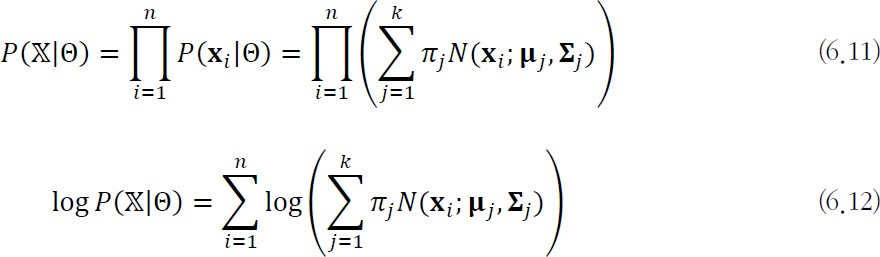 P(𝕏|Θ) = ∏_{i=1}^{n} P(𝐱_i|Θ) = ∏_{i=1}^{n} ( ∑_{j=1}^{k} π_j N(𝐱_i; 𝛍_j, 𝚺_j) ) (6.11)
log P(𝕏|Θ) = ∑_{i=1}^{n} log ( ∑_{j=1}^{k} π_j N(𝐱_i; 𝛍_j, 𝚺_j) ) (6.12)